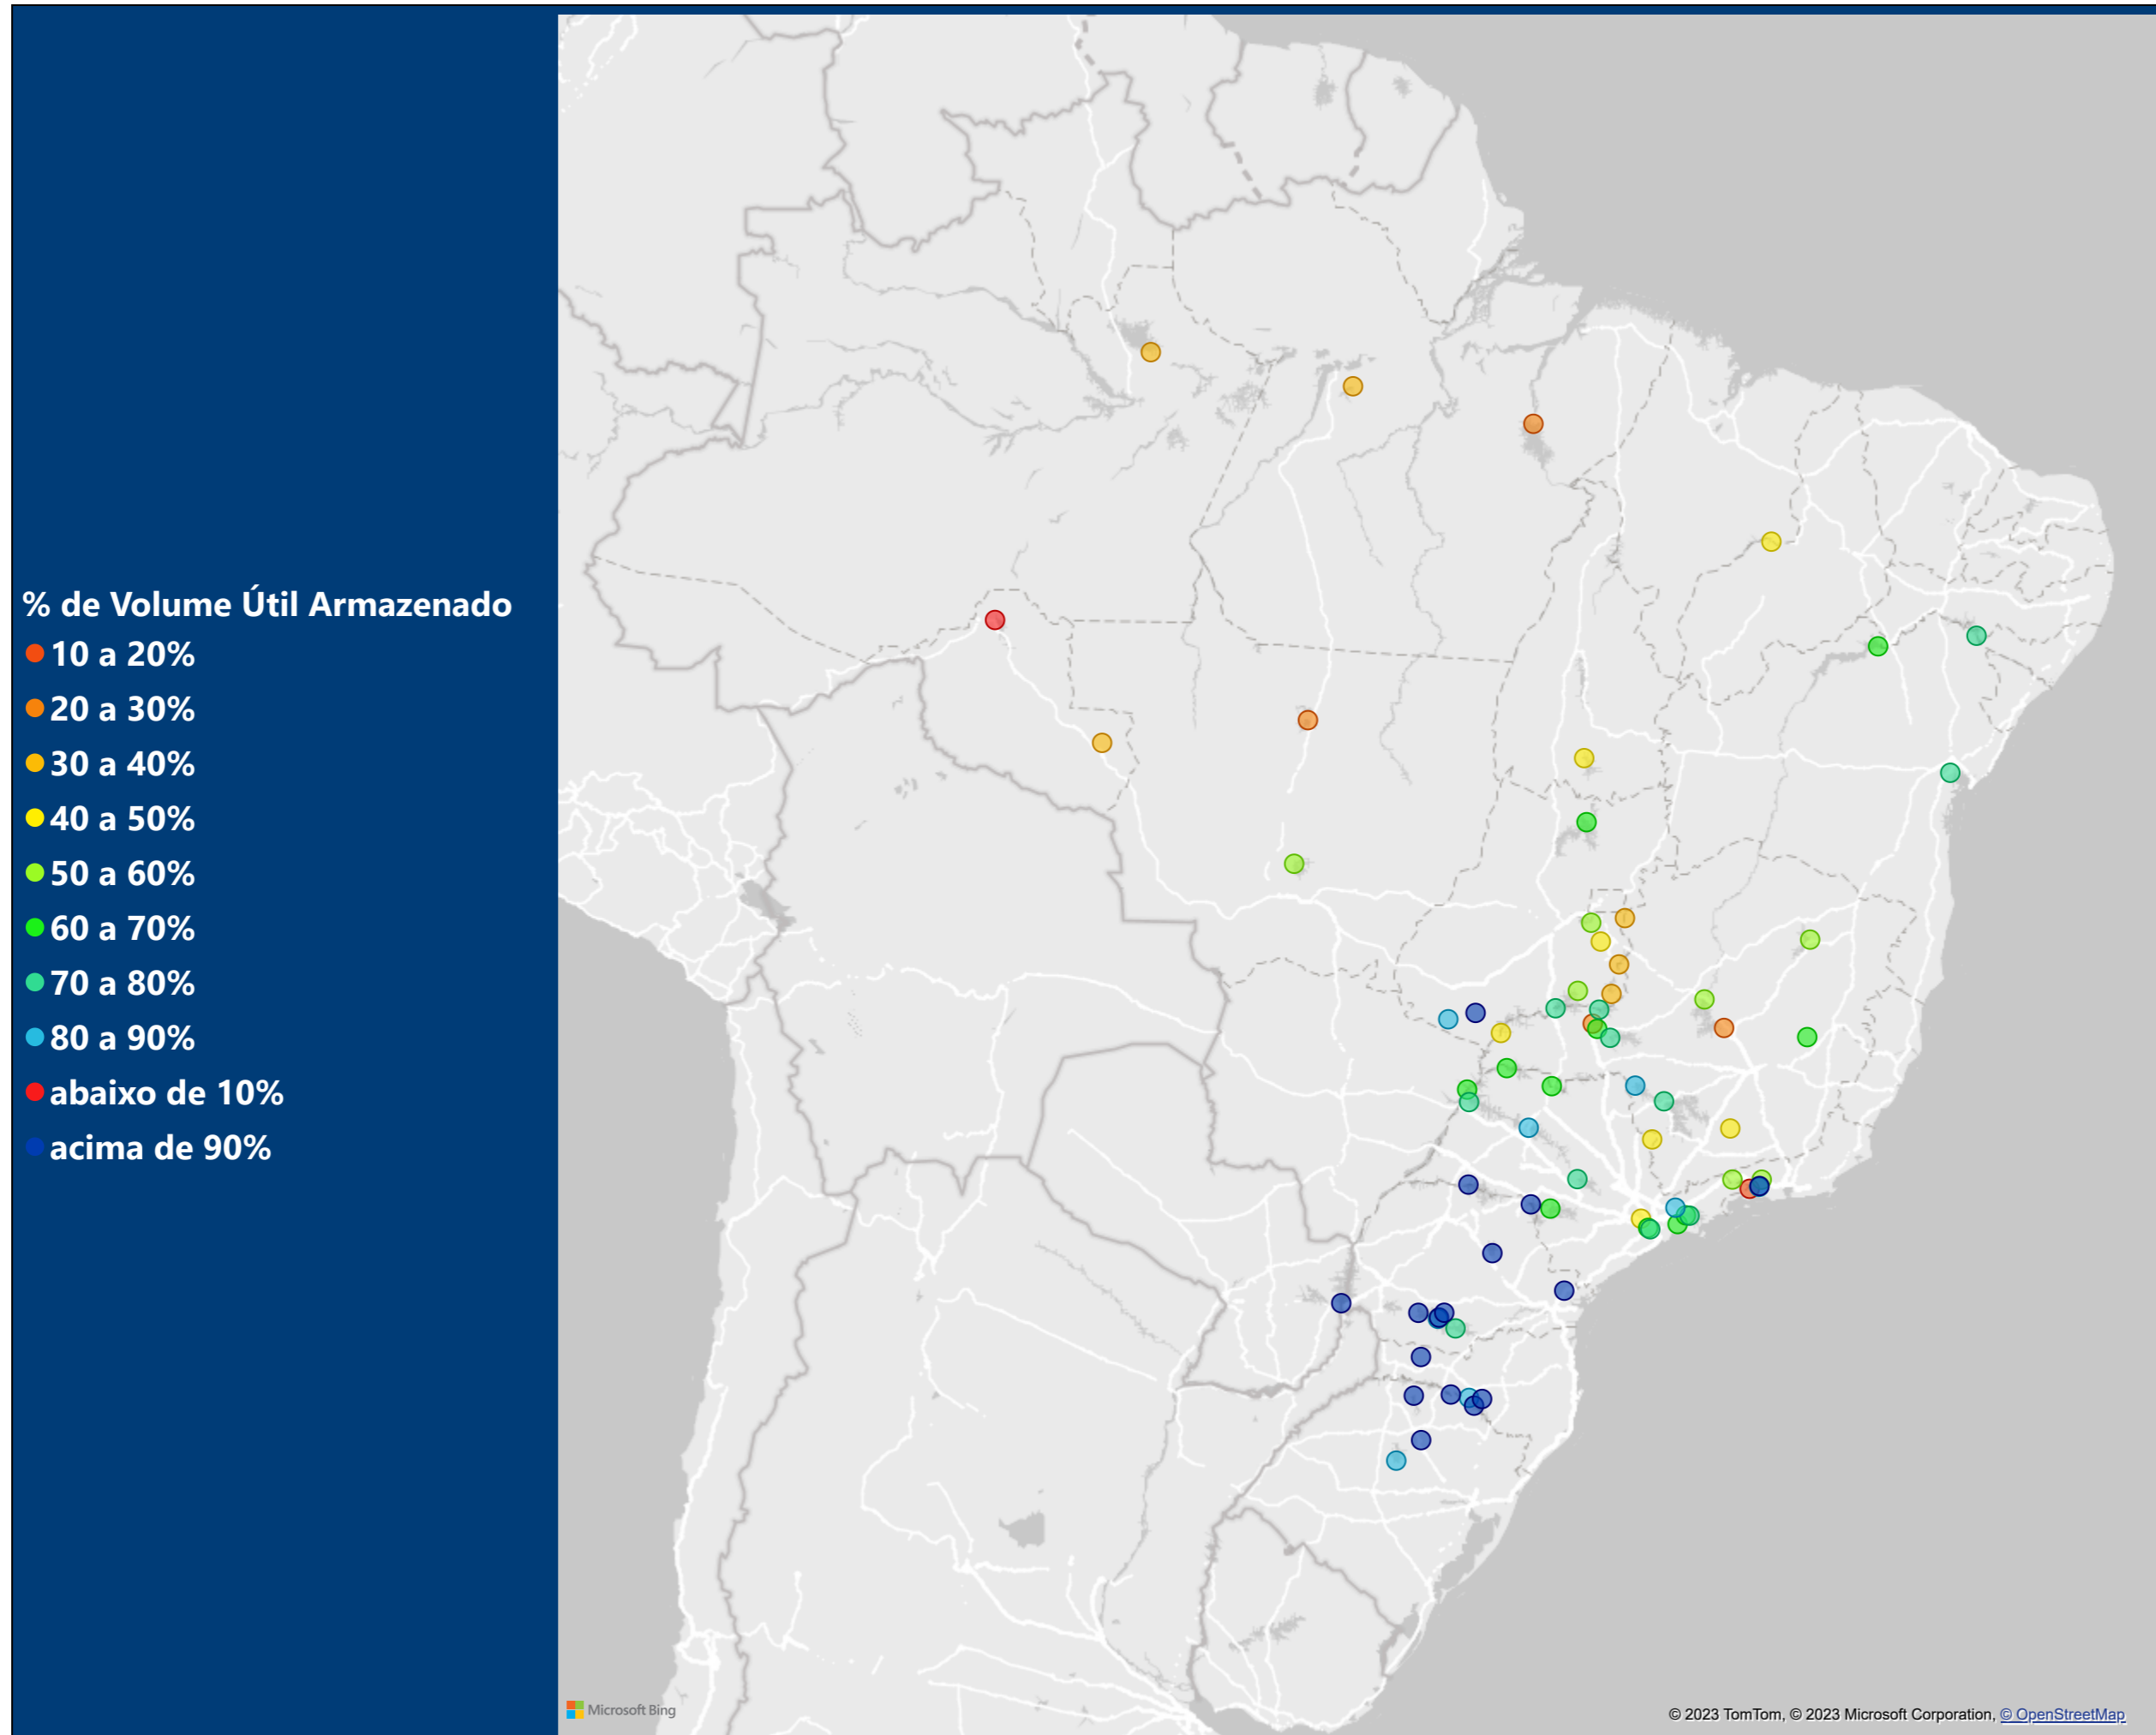 % de Volume Útil Armazenado
10 a 20%
20 a 30%
30 a 40%
40 a 50%
50 a 60%
60 a 70%
70 a 80%
80 a 90%
abaixo de 10%
acima de 90%
Microsoft Bing
© 2023 TomTom, © 2023 Microsoft Corporation, © OpenStreetMap